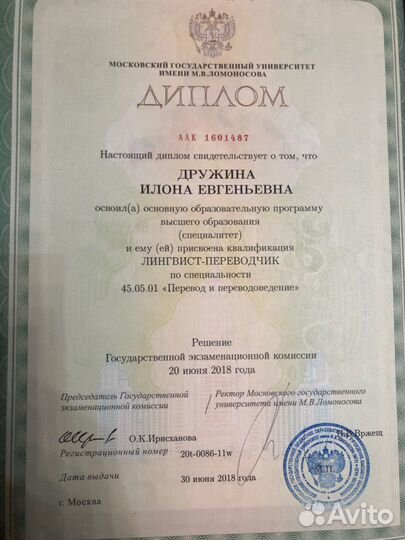 МОСКОВСКИЙ ГОСУДАРСТВЕННЫЙ УНИВЕРСИТЕТ
ИМЕНИ М.В.ЛОМОНОСОВА
ДИПЛОМ
ААК 1601487
Настоящий диплом свидетельствует о том, что
ДРУЖИНА
ИЛОНА ЕВГЕНЬЕВНА
освоил(а) основную образовательную программу
высшего образования
(специалитет)
и ему (ей) присвоена квалификация
ЛИНГВИСТ-ПЕРЕВОДЧИК
по специальности
45.05.01 «Перевод и переводоведение»
Решение
Государственной экзаменационной комиссии
20 июня 2018 года
Председатель Государственной
экзаменационной комиссии
Ректор Московского государственного
университета имени М.В.Ломоносова
О.К.Ирисханова
Вржещ
Регистрационный номер 20t-0086-11w
Дата выдачи 30 июня 2018 года
г. Москва
Avito